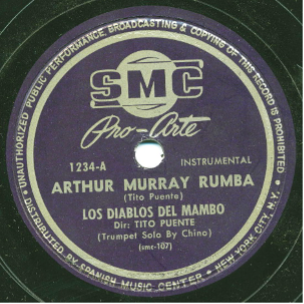 UNAUTHORIZED PUBLIC PERFORMANCE, BROADCASTING & COPYING OF THIS RECORD IS PROHIBITED
SMC
Pro-Arte
1234-A
INSTRUMENTAL
ARTHUR MURRAY RUMBA
(Tito Puente)
LOS DIABLOS DEL MAMBO
Dir: TITO PUENTE
(Trumpet Solo By Chino)
(smc-107)
DISTRIBUTED BY SPANISH MUSIC CENTER • NEW YORK CITY, N.Y.